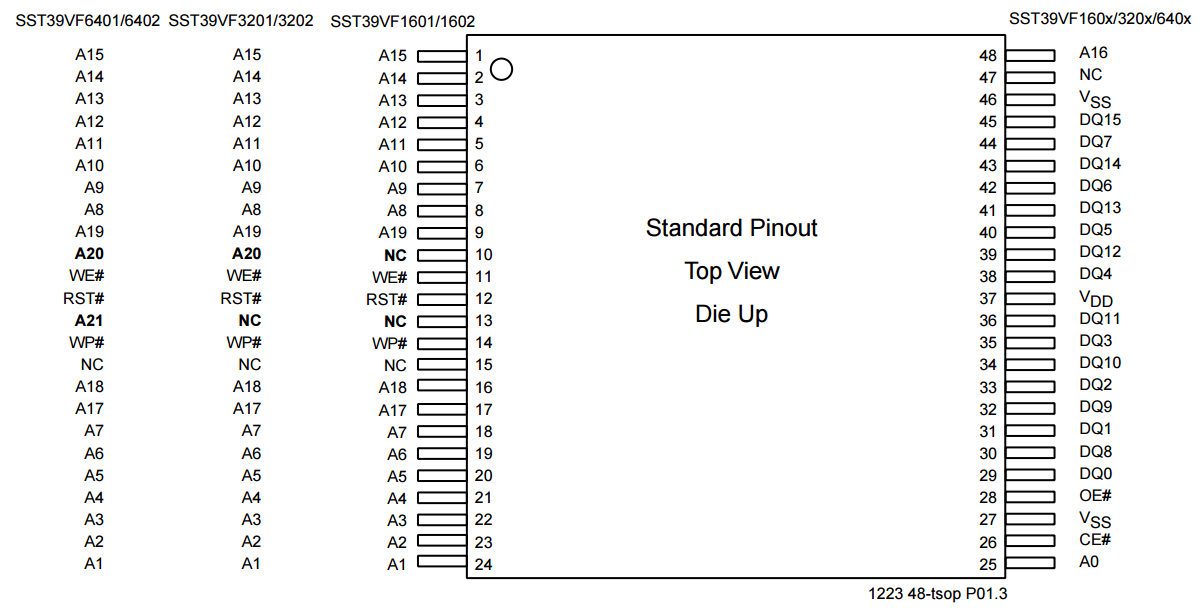 SST39VF6401/6402 SST39VF3201/3202 SST39VF1601/1602 SST39VF160x/320x/640x
A15 A15 A15 1 48 A16
A14 A14 A14 2 47 NC
A13 A13 A13 3 46 VSS
A12 A12 A12 4 45 DQ15
A11 A11 A11 5 44 DQ7
A10 A10 A10 6 43 DQ14
A9 A9 A9 7 42 DQ6
A8 A8 A8 8 41 DQ13
A19 A19 A19 9 40 DQ5
A20 A20 NC 10 39 DQ12
WE# WE# WE# 11 38 DQ4
RST# RST# RST# 12 37 VDD
A21 NC NC 13 36 DQ11
WP# WP# WP# 14 35 DQ3
NC NC NC 15 34 DQ10
A18 A18 A18 16 33 DQ2
A17 A17 A17 17 32 DQ9
A7 A7 A7 18 31 DQ1
A6 A6 A6 19 30 DQ8
A5 A5 A5 20 29 DQ0
A4 A4 A4 21 28 OE#
A3 A3 A3 22 27 VSS
A2 A2 A2 23 26 CE#
A1 A1 A1 24 25 A0
Standard Pinout
Top View
Die Up
1223 48-tsop P01.3